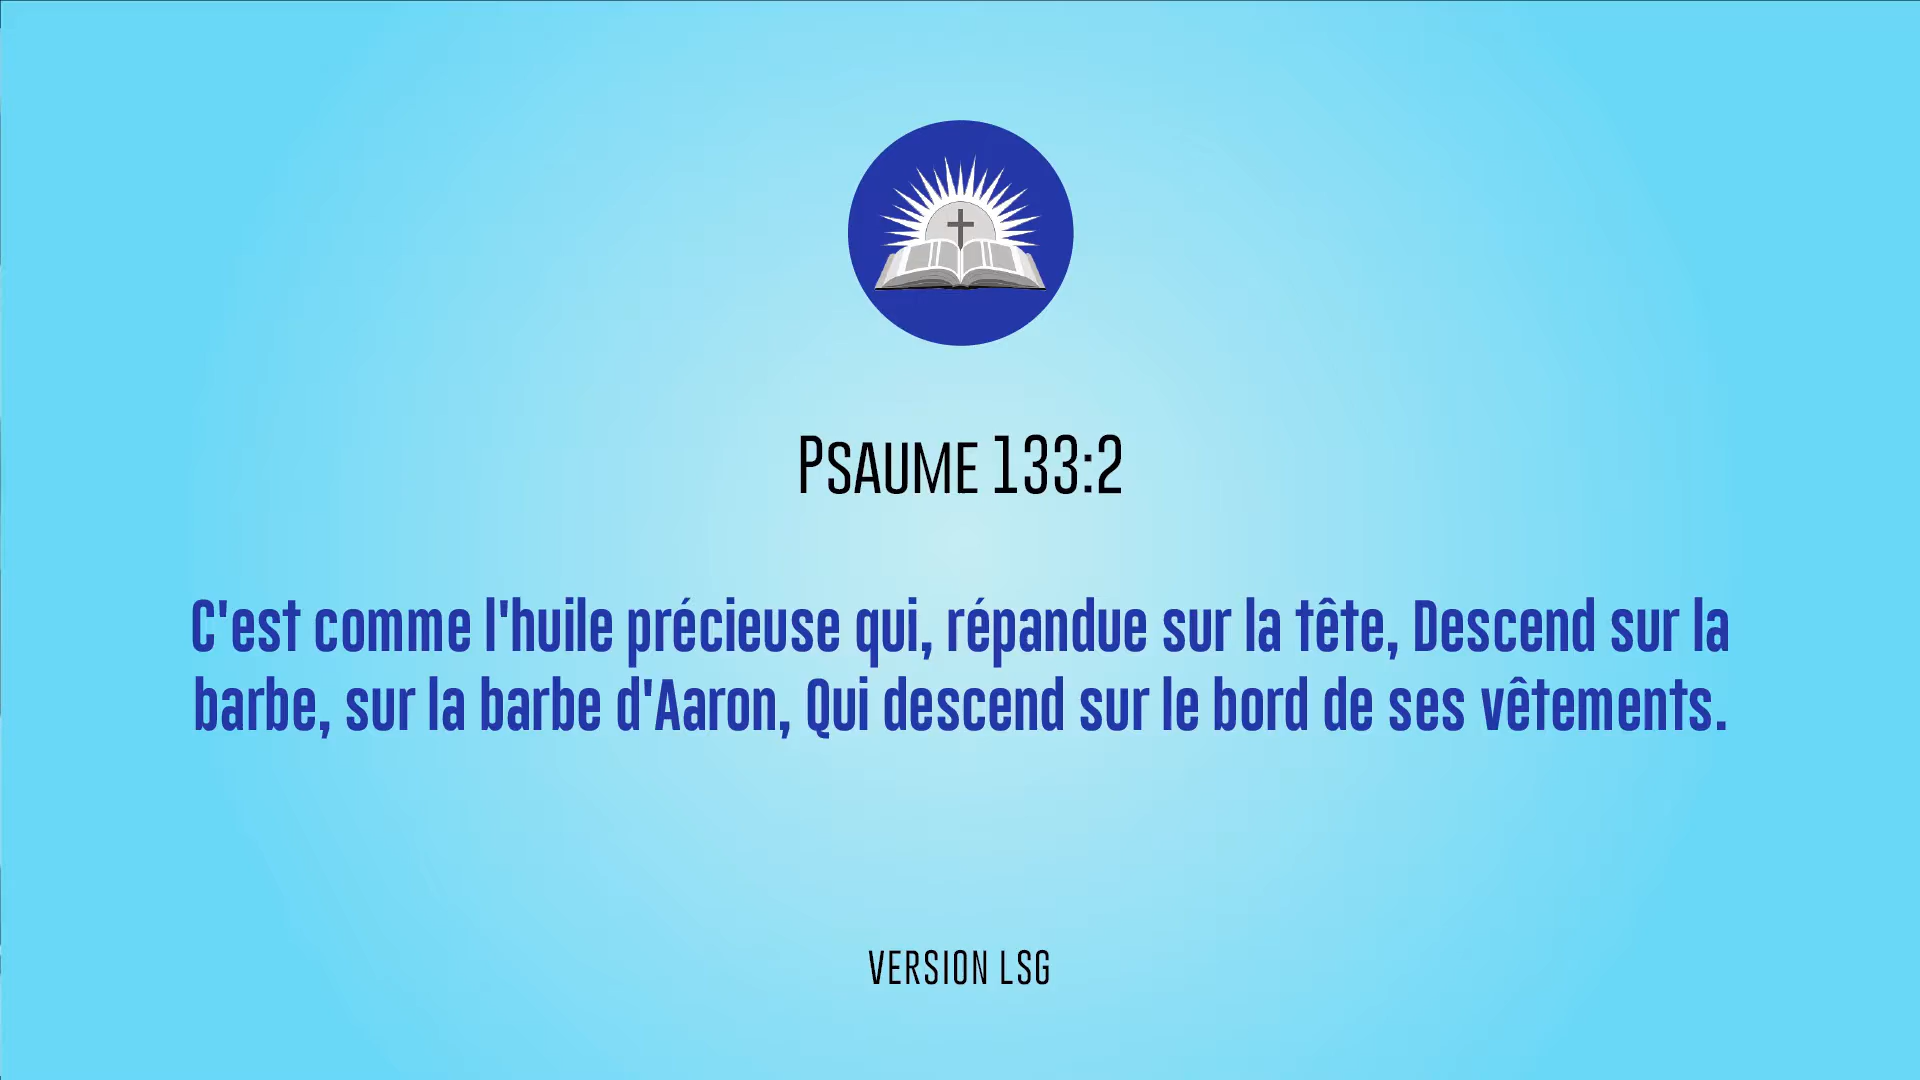 PSAUME 133:2
C'est comme l'huile précieuse qui, répandue sur la tête, Descend sur la
barbe, sur la barbe d'Aaron, Qui descend sur le bord de ses vêtements.
VERSION LSG